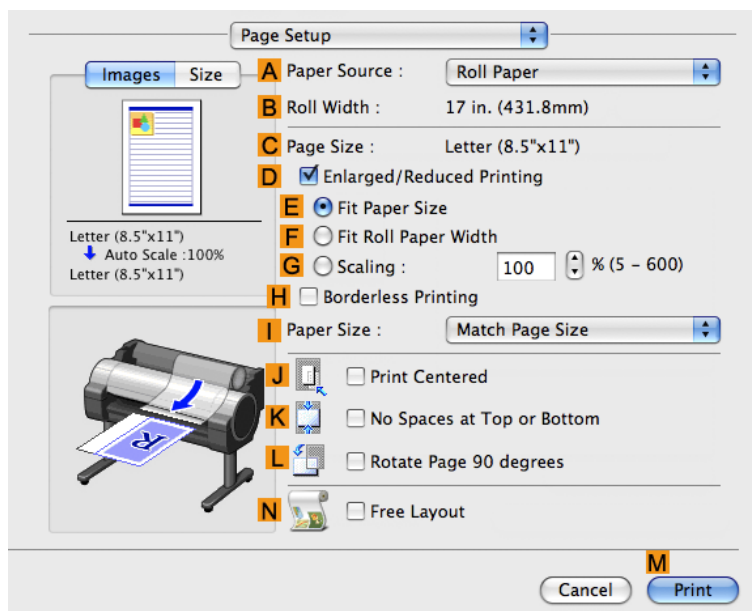 Page Setup
Images Size
A Paper Source : Roll Paper
B Roll Width : 17 in. (431.8mm)
C Page Size : Letter (8.5"x11")
D Enlarged/Reduced Printing
E Fit Paper Size
F Fit Roll Paper Width
G Scaling : 100 % (5 - 600)
H Borderless Printing
I Paper Size : Match Page Size
Letter (8.5"x11")
Auto Scale :100%
Letter (8.5"x11")
J Print Centered
K No Spaces at Top or Bottom
L Rotate Page 90 degrees
N Free Layout
R
M
Cancel Print